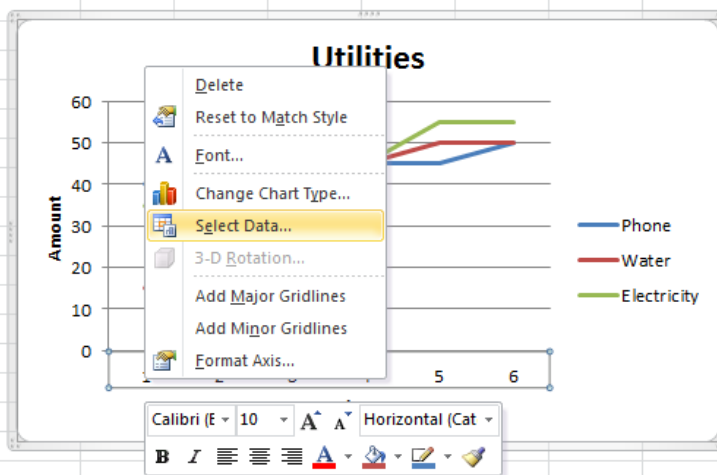 Utilities
Delete
Reset to Match Style
Font...
Change Chart Type...
Select Data...
3-D Rotation...
Add Major Gridlines
Add Minor Gridlines
Format Axis...
60
50
40
30
20
10
0
Amount
5 6
Phone
Water
Electricity
Calibri (E 10 A A Horizontal (Cat
B I A